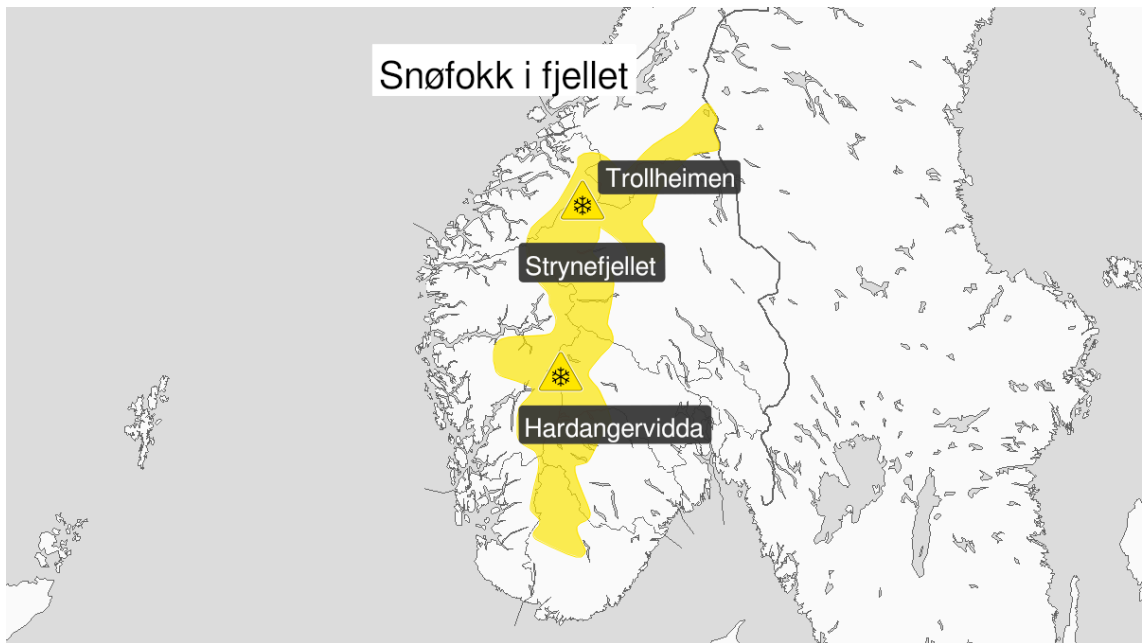 Snøfokk i fjellet
Trollheimen
Strynefjellet
Hardangervidda